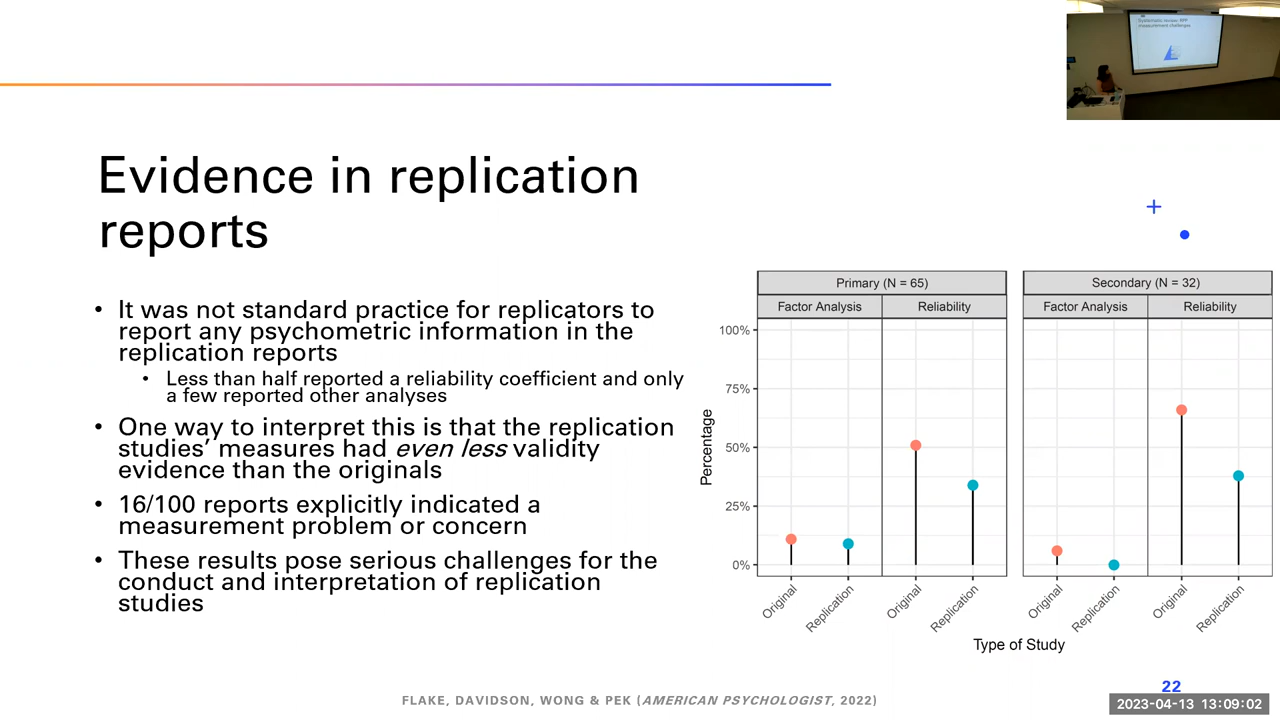 Systematic review: RPP
measurement challenges
Evidence in replication
reports
• It was not standard practice for replicators to
report any psychometric information in the
replication reports
• Less than half reported a reliability coefficient and only
a few reported other analyses
• One way to interpret this is that the replication
studies’ measures had even less validity
evidence than the originals
• 16/100 reports explicitly indicated a
measurement problem or concern
• These results pose serious challenges for the
conduct and interpretation of replication
studies
Primary (N = 65)
Secondary (N = 32)
Factor Analysis
Reliability
Factor Analysis
Reliability
100%
75%
50%
25%
0%
Percentage
Original
Replication
Original
Replication
Original
Replication
Original
Replication
Type of Study
22
FLAKE, DAVIDSON, WONG & PEK (AMERICAN PSYCHOLOGIST, 2022)
2023-04-13 13:09:02